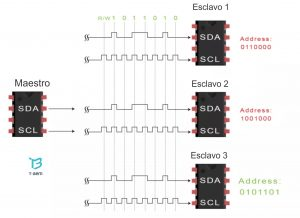 Esclavo 1
R/W 1 0 1 1 0 1 0
SDA
SCL
Address:
0110000
Maestro
SDA
SCL
Esclavo 2
SDA
SCL
Address:
1001000
T-BATS
Esclavo 3
SDA
SCL
Address:
0101101